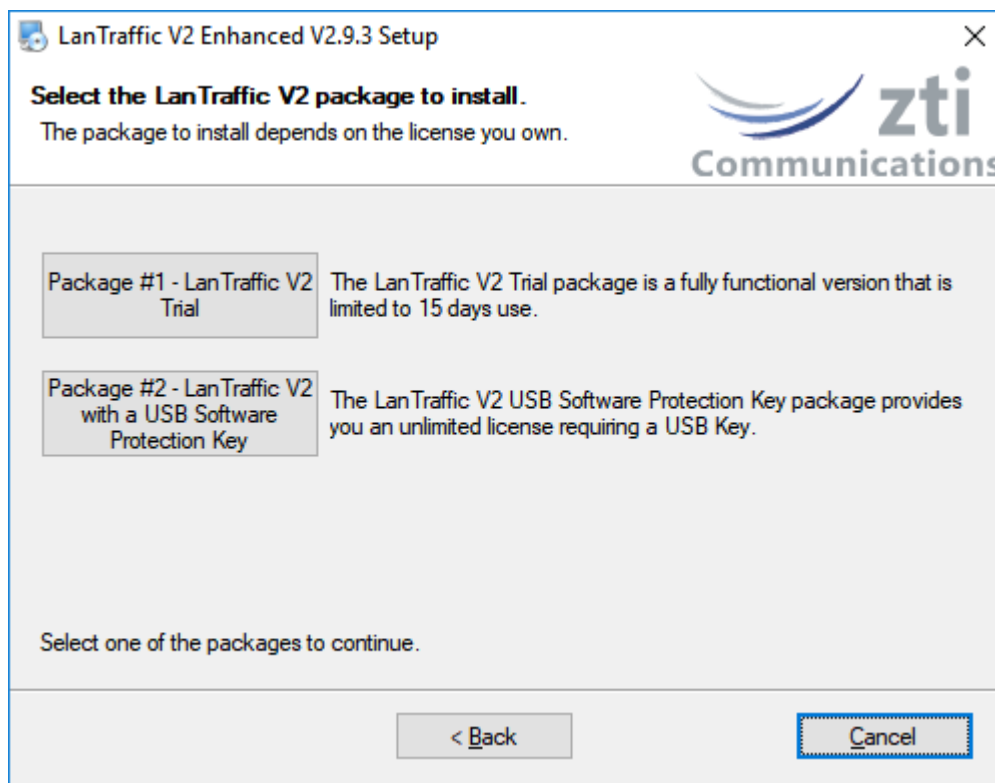 LanTraffic V2 Enhanced V2.9.3 Setup
Select the LanTraffic V2 package to install.
The package to install depends on the license you own.
zti
Communications
Package #1 - LanTraffic V2
Trial
The LanTraffic V2 Trial package is a fully functional version that is
limited to 15 days use.
Package #2 - LanTraffic V2
with a USB Software
Protection Key
The LanTraffic V2 USB Software Protection Key package provides
you an unlimited license requiring a USB Key.
Select one of the packages to continue.
< Back
Cancel